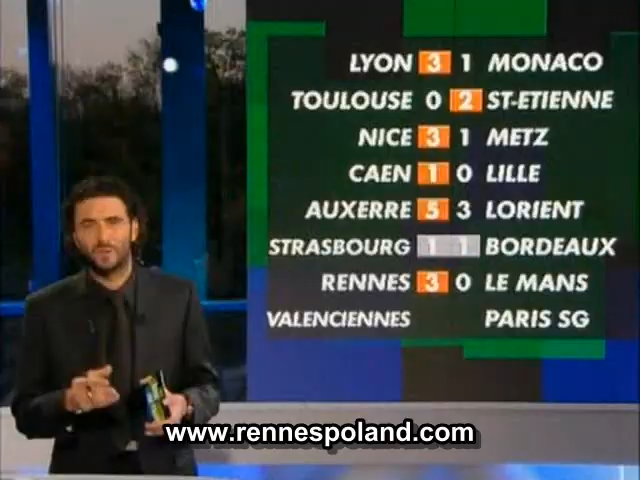 LYON 3 1 MONACO
TOULOUSE 0 2 ST-ETIENNE
NICE 3 1 METZ
CAEN 1 0 LILLE
AUXERRE 5 3 LORIENT
STRASBOURG 1 1 BORDEAUX
RENNES 3 0 LE MANS
VALENCIENNES PARIS SG
www.rennespoland.com